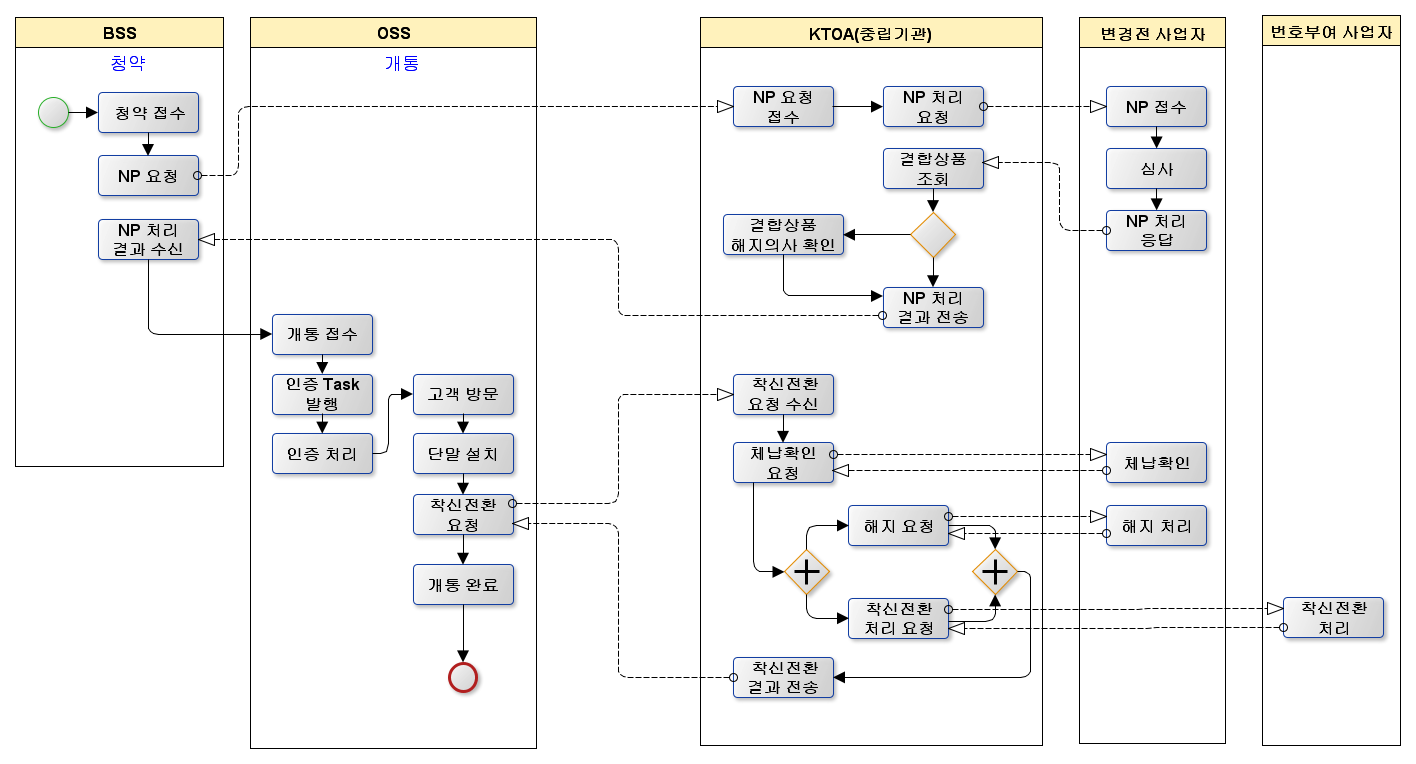 BSS
청약
청약 접수
NP 요청
NP 처리
결과 수신
OSS
개통
개통 접수
인증 Task
발행
인증 처리
고객 방문
단말 설치
착신전환
요청
개통 완료
KTOA(중립기관)
NP 요청
접수
NP 처리
요청
결합상품
조회
결합상품
해지의사 확인
NP 처리
결과 전송
착신전환
요청 수신
체납확인
요청
해지 요청
착신전환
처리 요청
착신전환
결과 전송
변경전 사업자
NP 접수
심사
NP 처리
응답
체납확인
해지 처리
번호부여 사업자
착신전환
처리